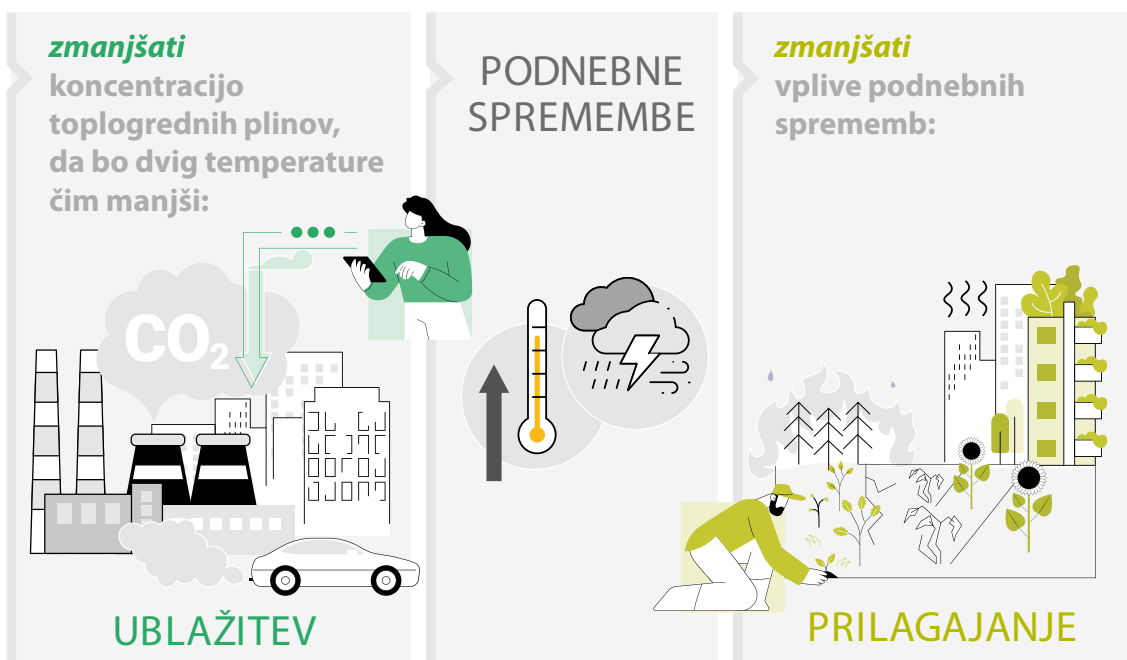 zmanjšati
koncentracijo
toplogrednih plinov,
da bo dvig temperature
čim manjši:
CO2
UBLAŽITEV
PODNEBNE
SPREMEMBE
zmanjšati
vplive podnebnih
sprememb:
PRILAGAJANJE